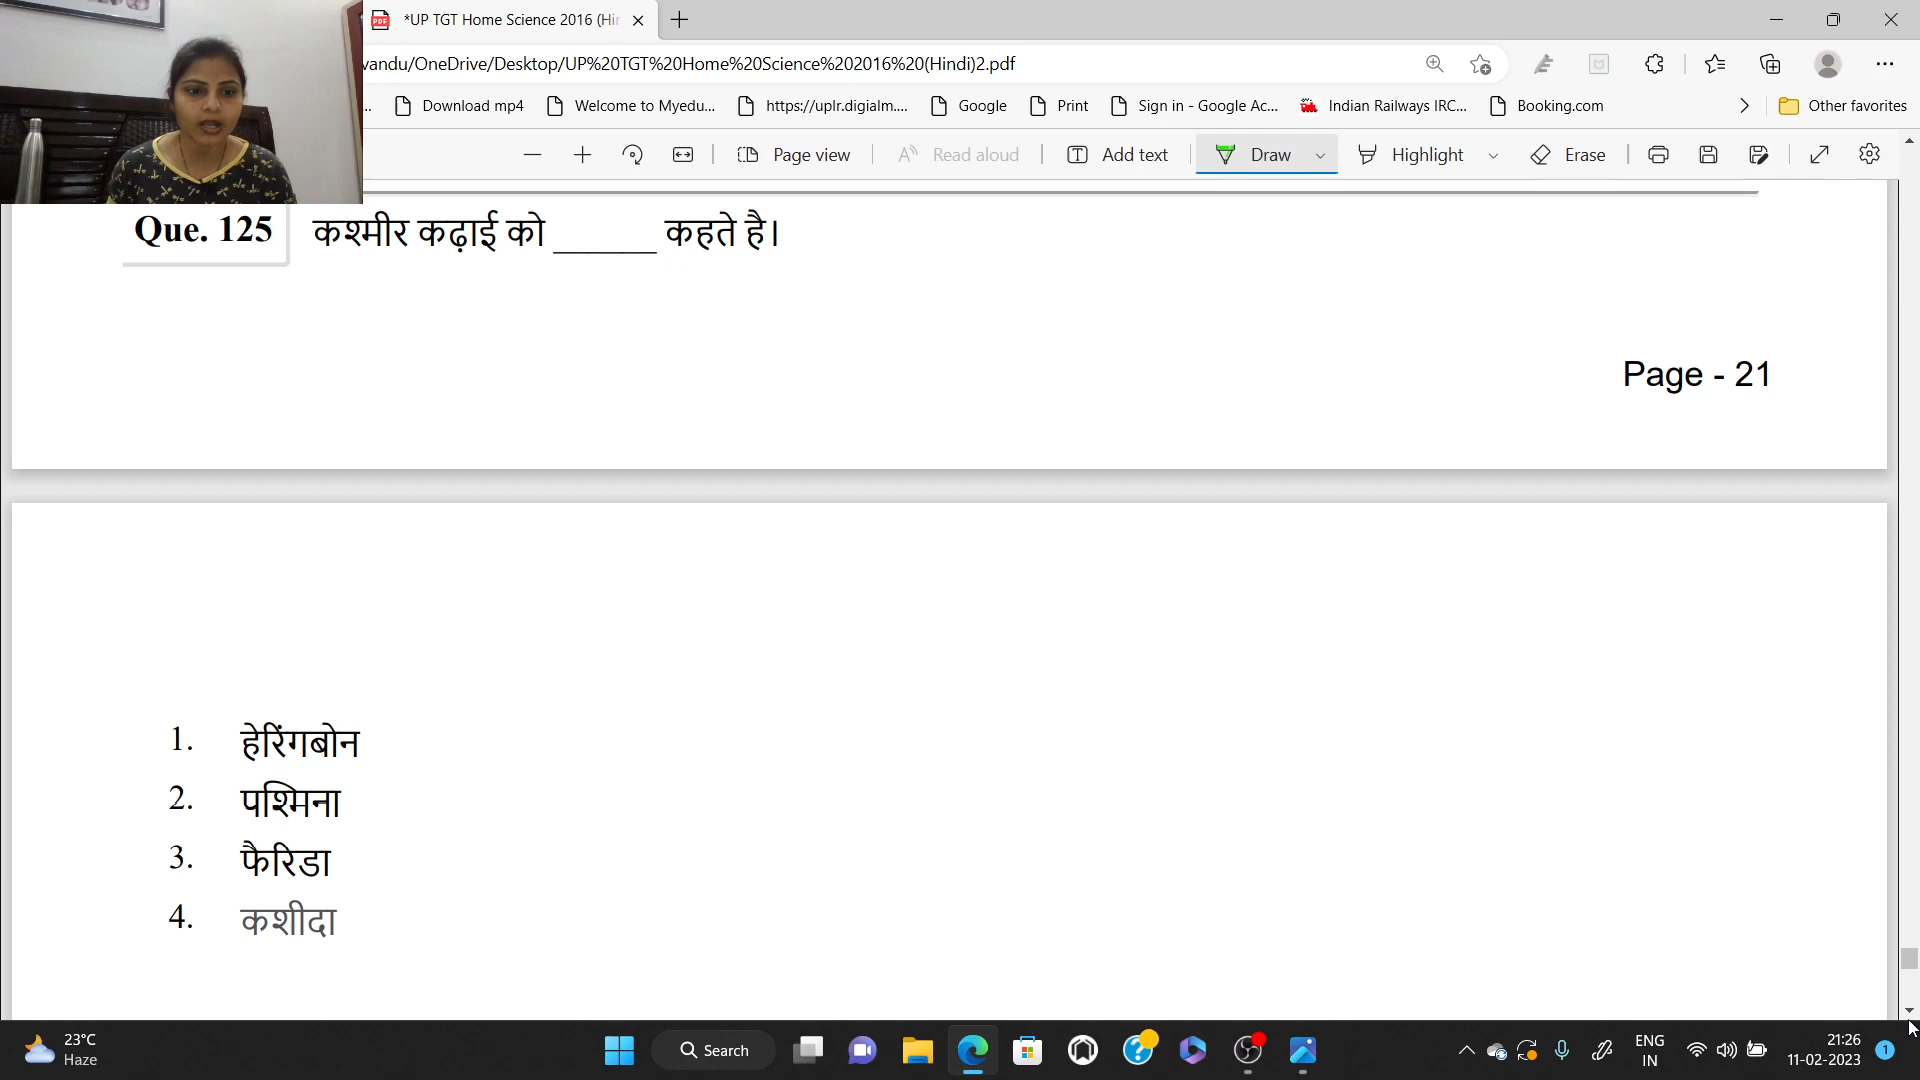 *UP TGT Home Science 2016 (Hi
vandu/OneDrive/Desktop/UP%20TGT%20Home%20Science%202016%20(Hindi)2.pdf
... Download mp4 Welcome to Myedu... https://uplr.digialm.... Google Print Sign in - Google Ac... Indian Railways IRC... Booking.com Other favorites
Page view Read aloud Add text Draw Highlight Erase
Que. 125 कश्मीर कढ़ाई को ______ कहते है।
Page - 21
1. हेरिंगबोन
2. पश्मिना
3. फैरिडा
4. कशीदा
23°C
Haze
Search
ENG
IN
21:26
11-02-2023
1